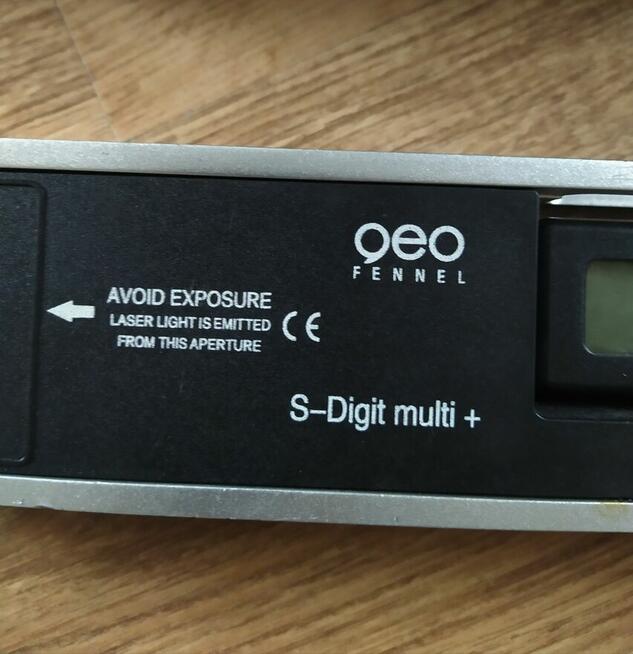 geo
FENNEL
AVOID EXPOSURE
LASER LIGHT IS EMITTED
FROM THIS APERTURE
CE
S-Digit multi +